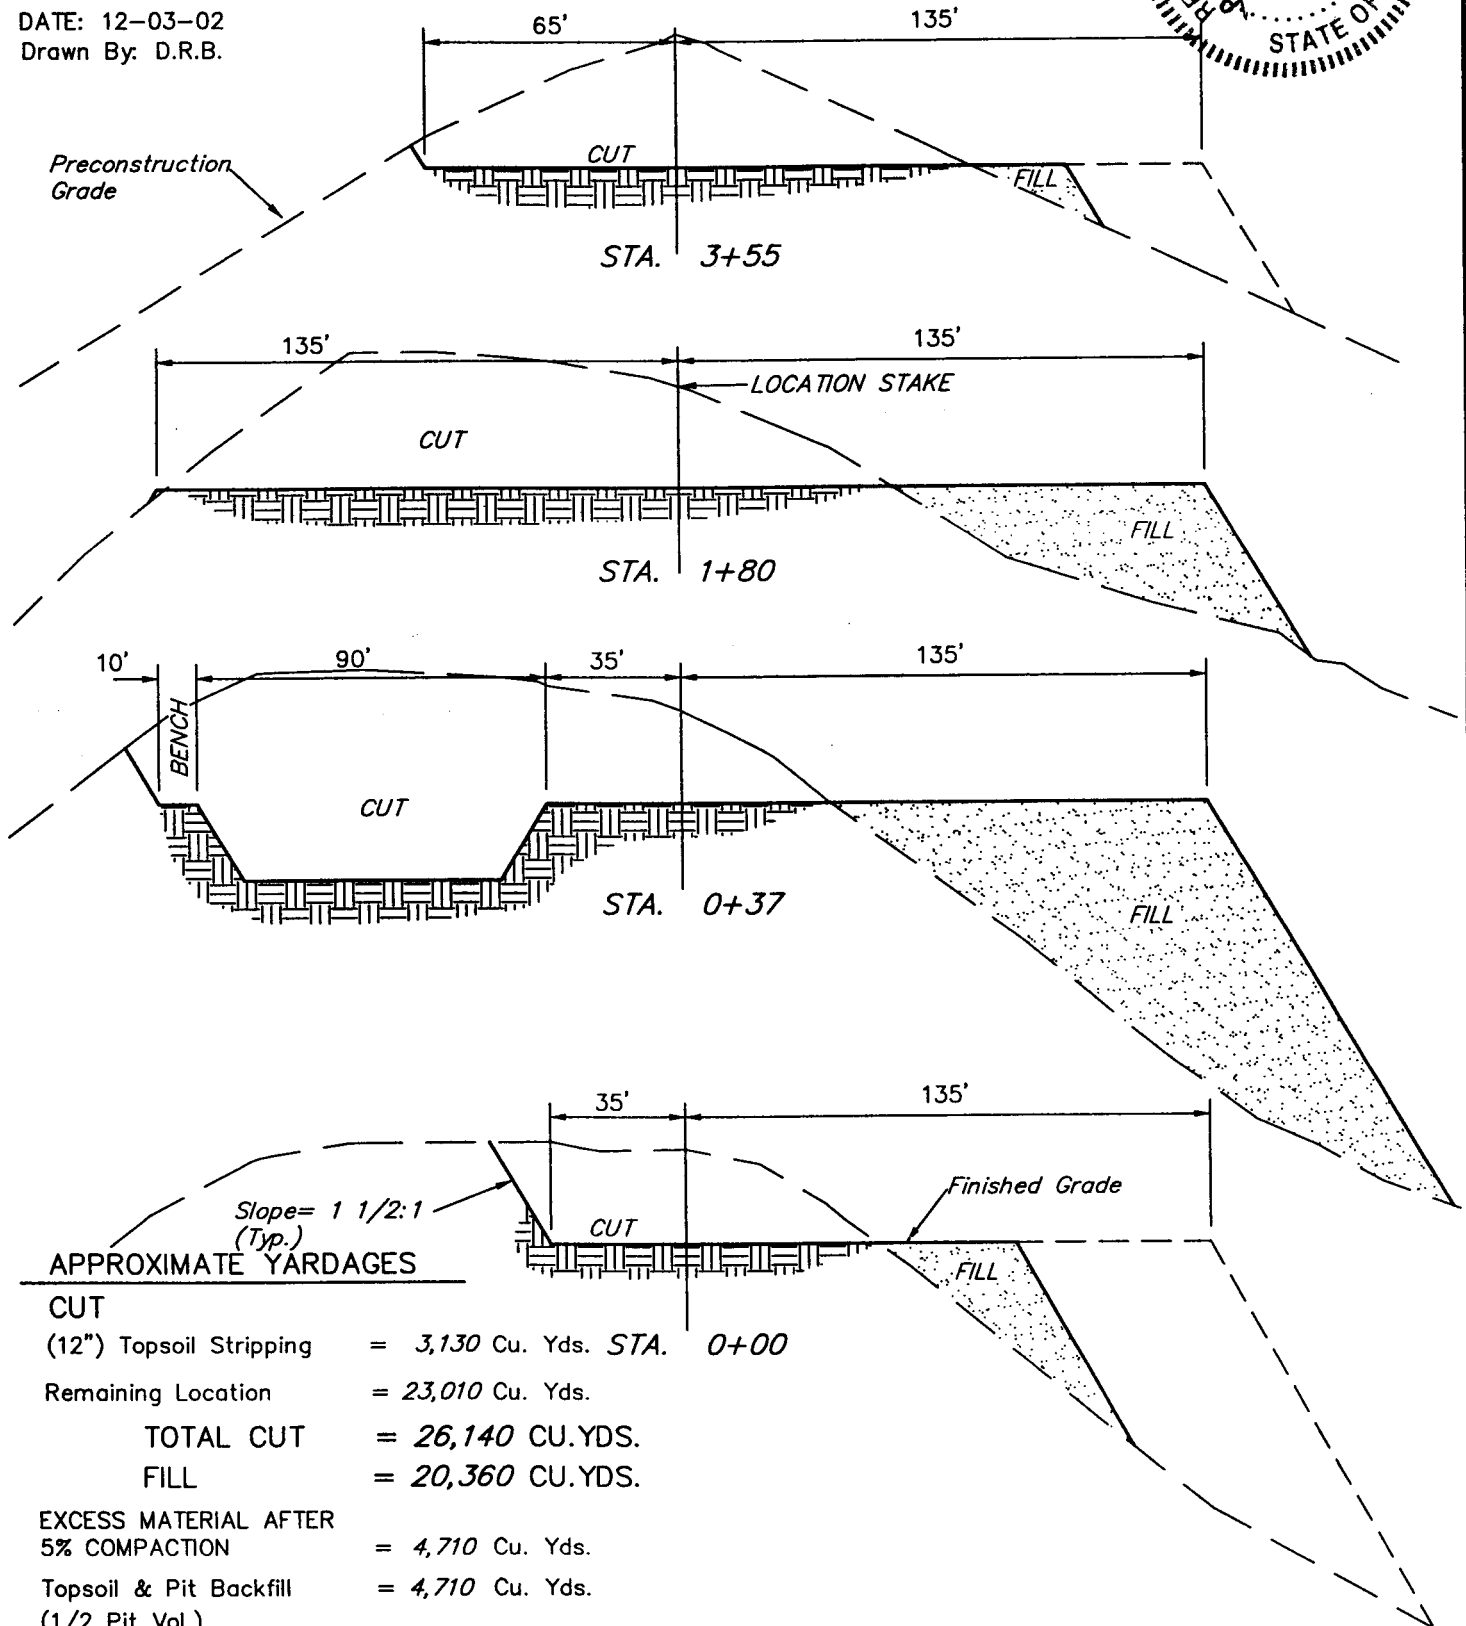 DATE: 12-03-02
Drawn By: D.R.B.
STATE OF
65'
135'
Preconstruction
Grade
CUT
FILL
STA. 3+55
135'
135'
LOCATION STAKE
CUT
FILL
STA. 1+80
10'
90'
35'
135'
BENCH
CUT
FILL
STA. 0+37
35'
135'
Slope= 1 1/2:1
(Typ.)
Finished Grade
CUT
FILL
STA. 0+00
APPROXIMATE YARDAGES
CUT
(12") Topsoil Stripping = 3,130 Cu. Yds.
Remaining Location = 23,010 Cu. Yds.
TOTAL CUT = 26,140 CU.YDS.
FILL = 20,360 CU.YDS.
EXCESS MATERIAL AFTER
5% COMPACTION = 4,710 Cu. Yds.
Topsoil & Pit Backfill = 4,710 Cu. Yds.
(1/2 Pit Vol.)